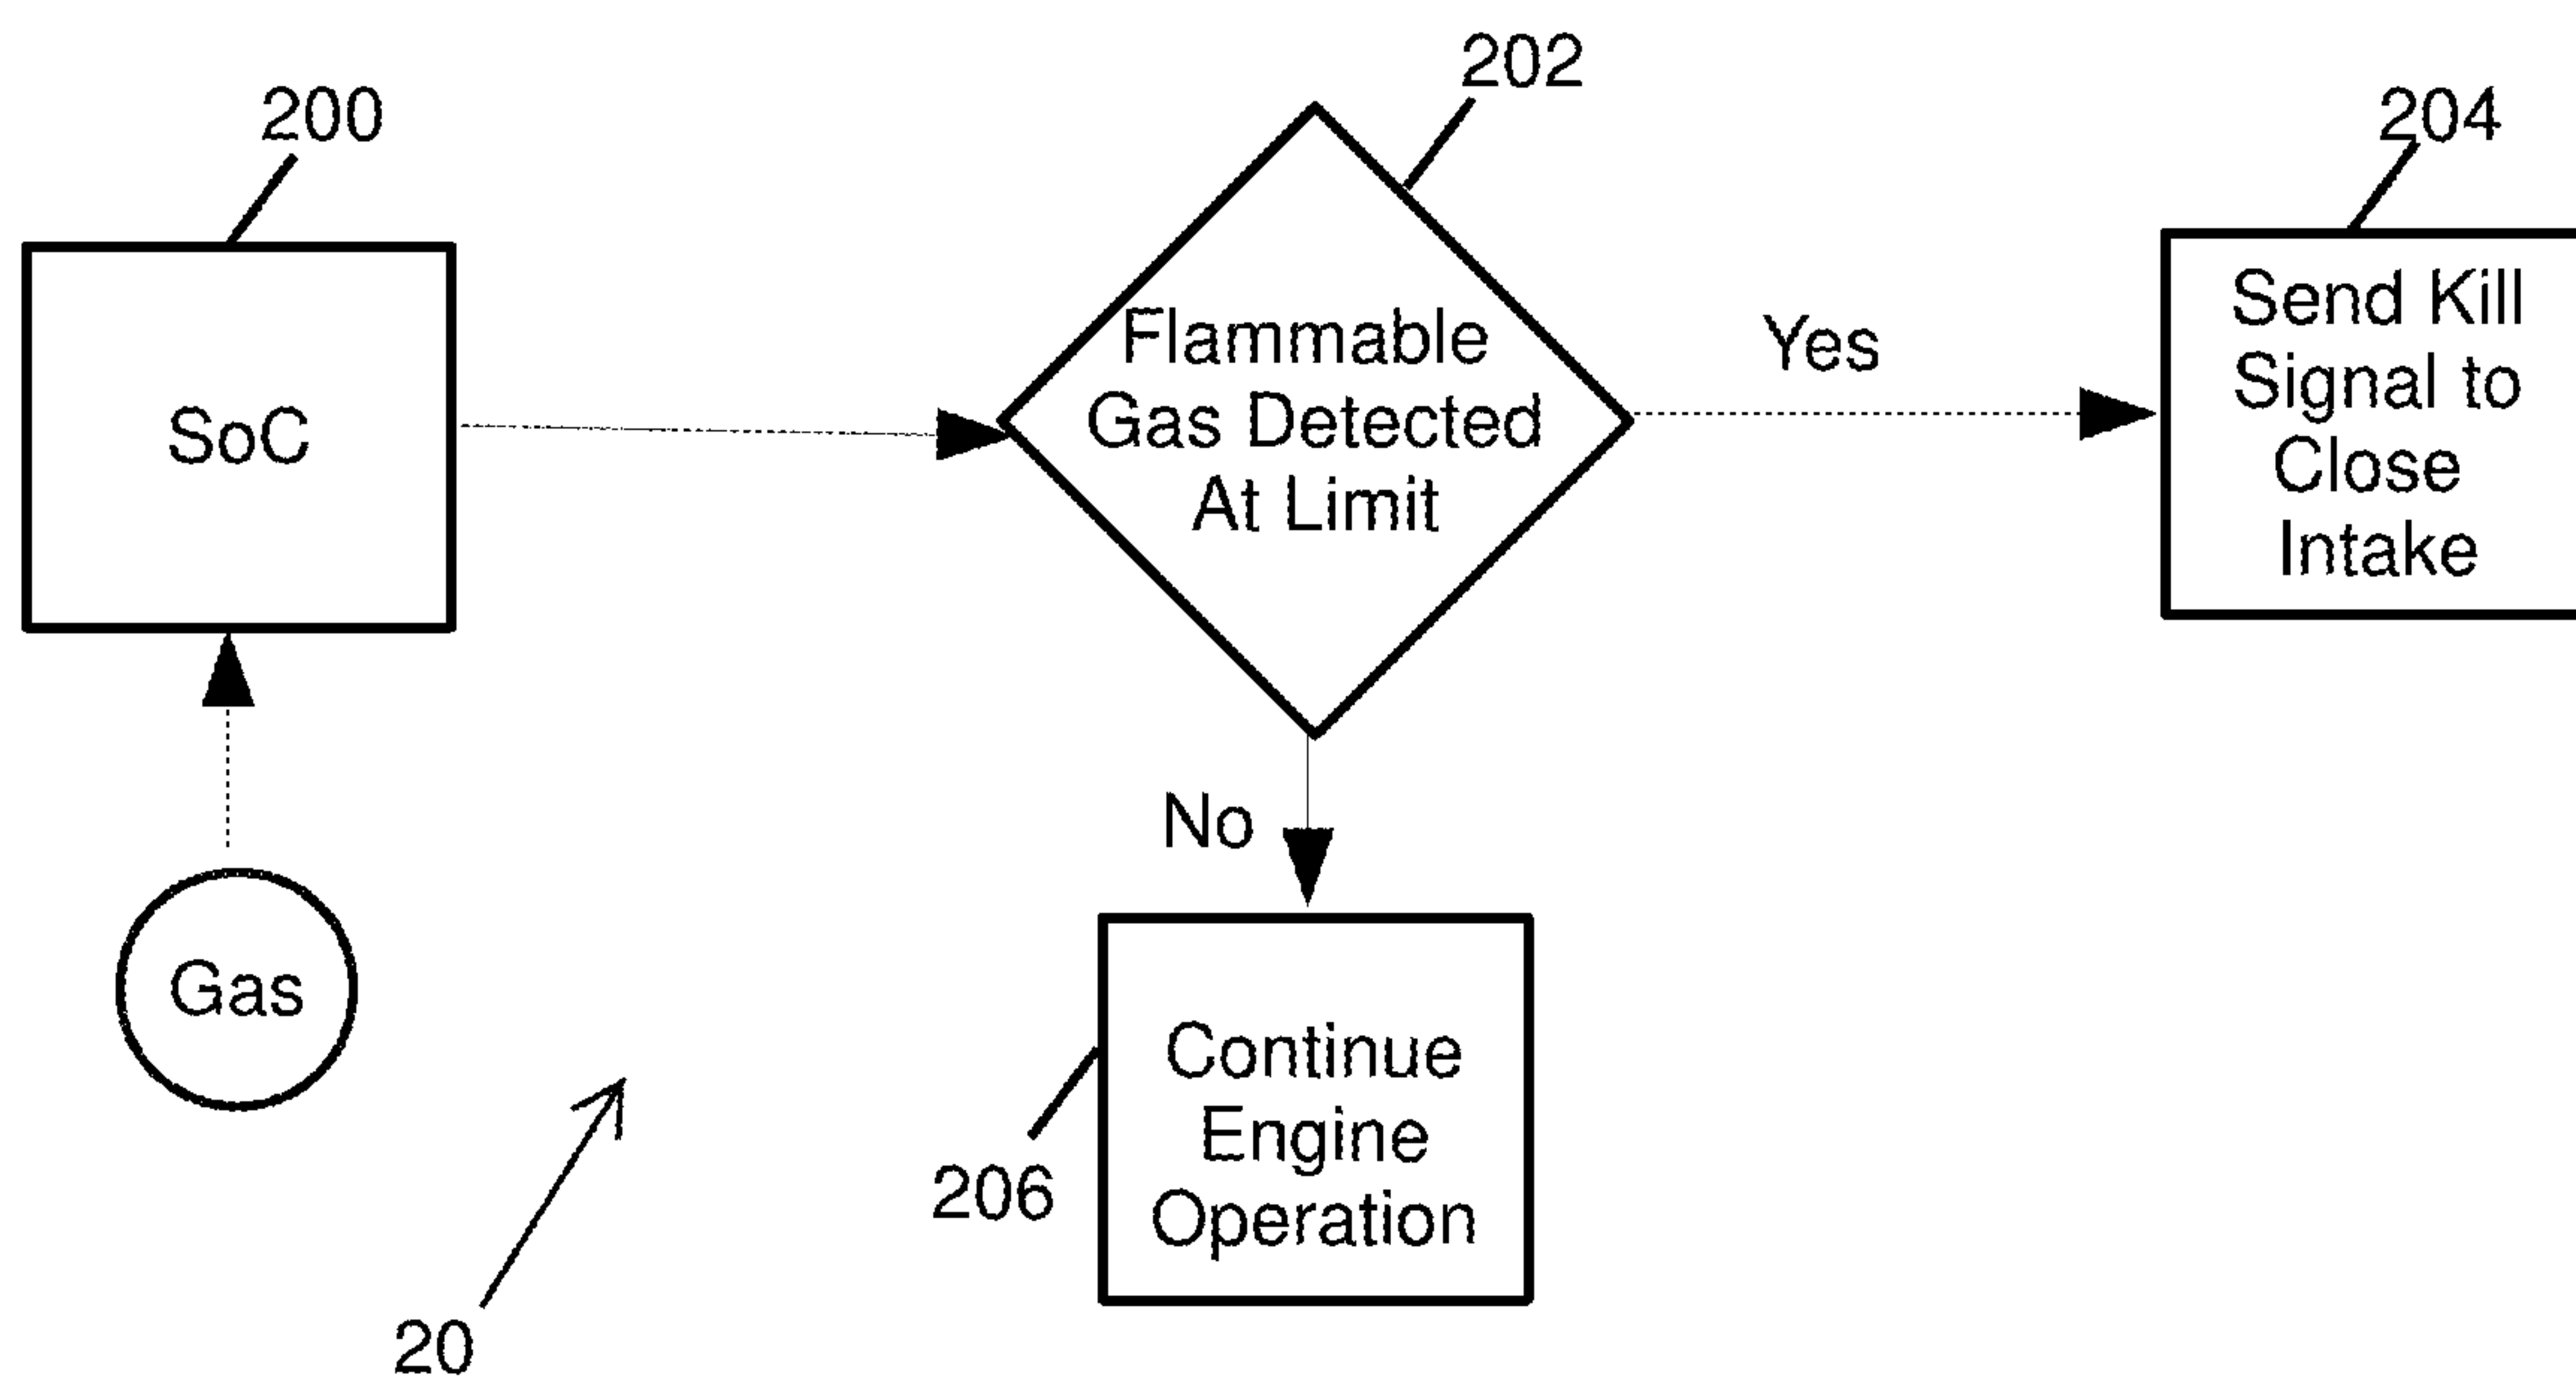 200
202
204
SoC
Flammable
Gas Detected
At Limit
Yes
Send Kill
Signal to
Close
Intake
No
Gas
Continue
Engine
Operation
206
20